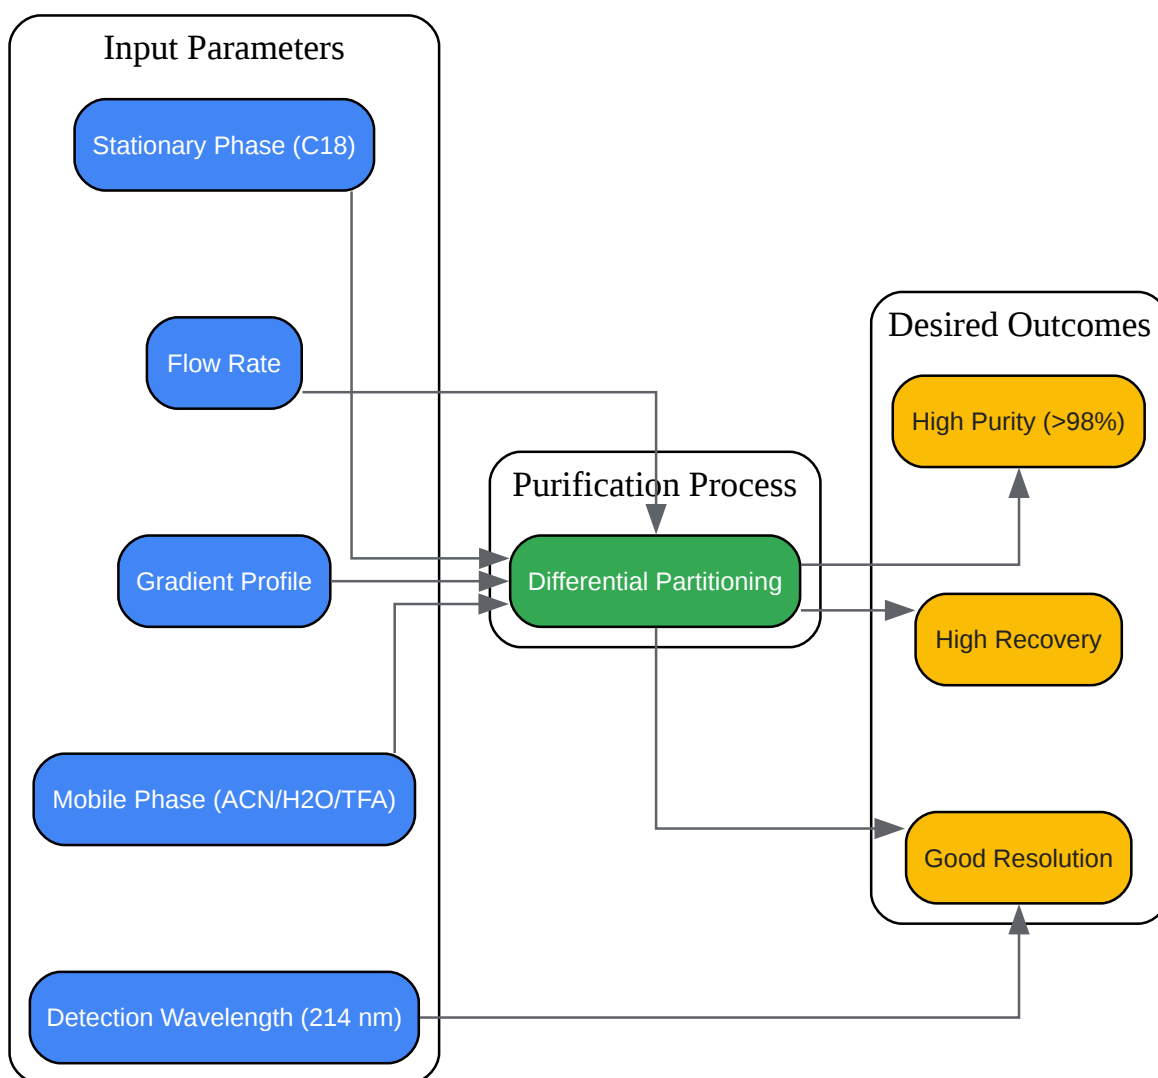 Input Parameters
Stationary Phase (C18)
Flow Rate
Gradient Profile
Mobile Phase (ACN/H2O/TFA)
Detection Wavelength (214 nm)
Purification Process
Differential Partitioning
Desired Outcomes
High Purity (>98%)
High Recovery
Good Resolution